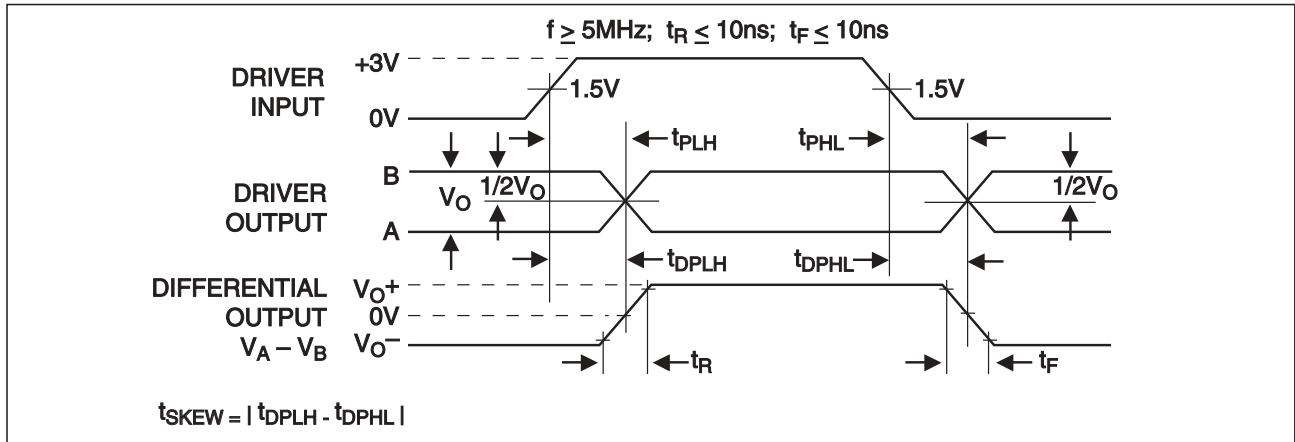 f ≥ 5MHz; tR ≤ 10ns; tF ≤ 10ns
DRIVER
INPUT
+3V
0V
1.5V
1.5V
tPLH
tPHL
DRIVER
OUTPUT
B
A
VO
1/2VO
1/2VO
tDPLH
tDPHL
DIFFERENTIAL
OUTPUT
VA – VB
VO+
0V
VO–
tR
tF
tSKEW = | tDPLH - tDPHL |